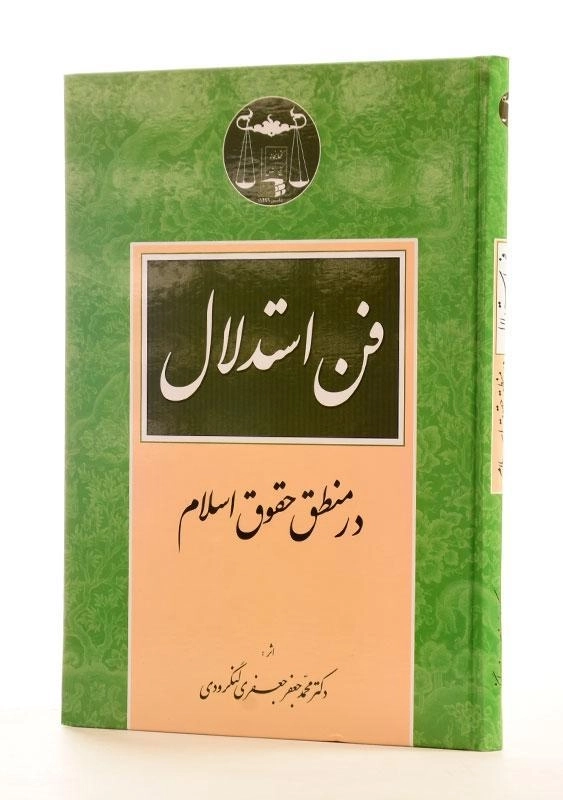 فن استدلال
در منطق حقوق اسلام
اثر:
دکتر محمد جعفر جعفری لنگرودی